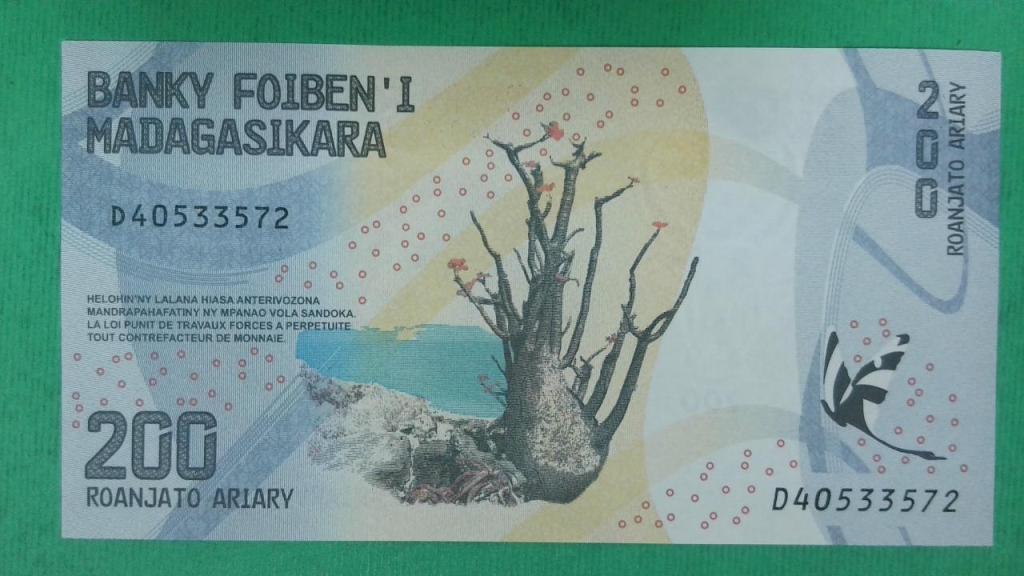 BANKY FOIBEN'I
MADAGASIKARA
D40533572
HELOHIN'NY LALANA HIASA ANTERIVOZONA
MANDRAPAHAFATINY NY MPANAO VOLA SANDOKA.
LA LOI PUNIT DE TRAVAUX FORCES A PERPETUITE
TOUT CONTREFACTEUR DE MONNAIE.
200
ROANJATO ARIARY
200
ROANJATO ARIARY
D40533572